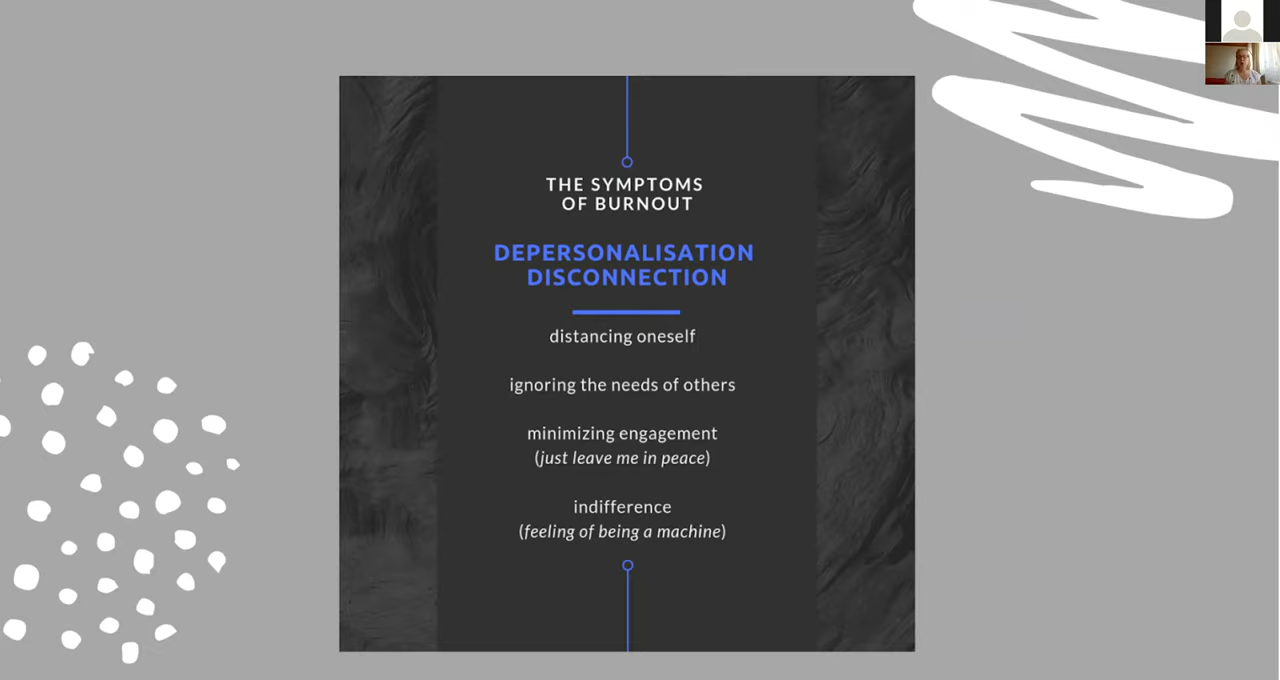 THE SYMPTOMS
OF BURNOUT
DEPERSONALISATION
DISCONNECTION
distancing oneself
ignoring the needs of others
minimizing engagement
(just leave me in peace)
indifference
(feeling of being a machine)